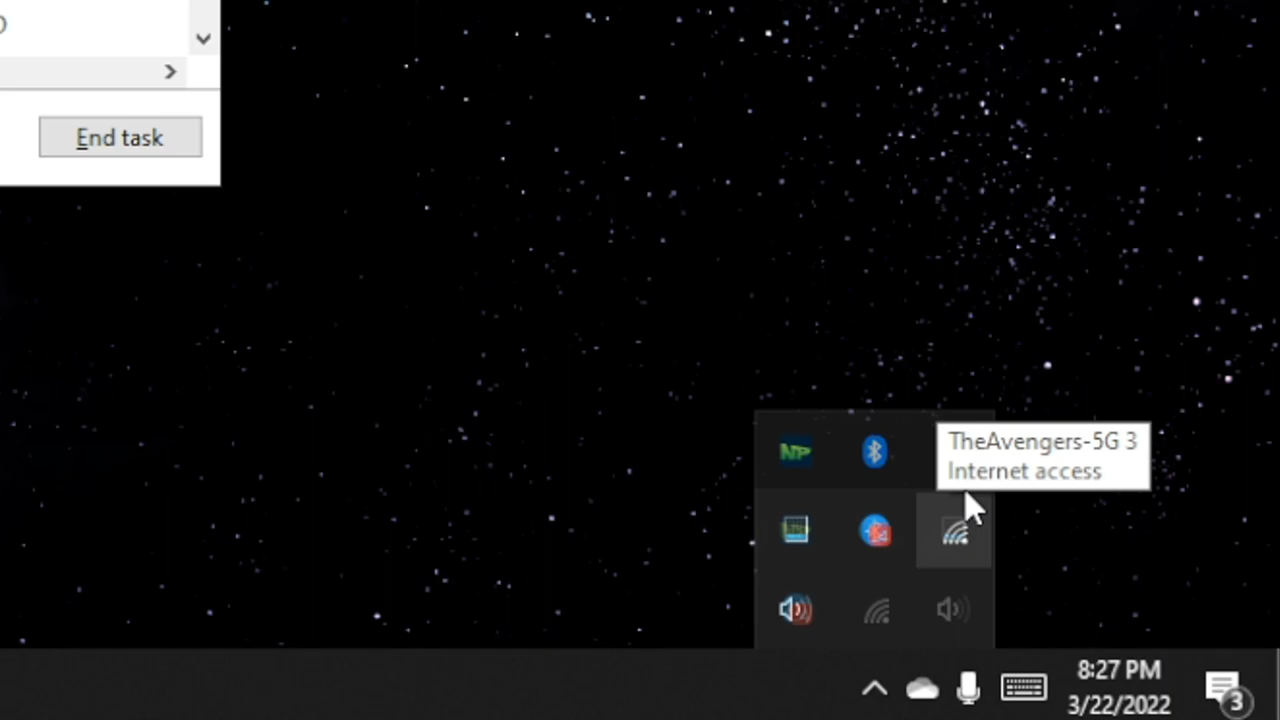 End task
NP
TheAvengers-5G 3
Internet access
8:27 PM
3/22/2022
3